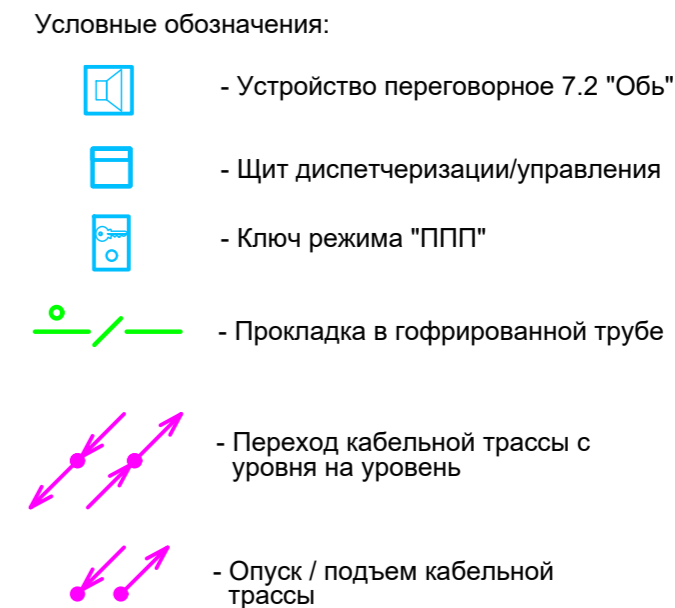 Условные обозначения:
- Устройство переговорное 7.2 "Обь"
- Щит диспетчеризации/управления
- Ключ режима "ППП"
- Прокладка в гофрированной трубе
- Переход кабельной трассы с
уровня на уровень
- Опуск / подъем кабельной
трассы